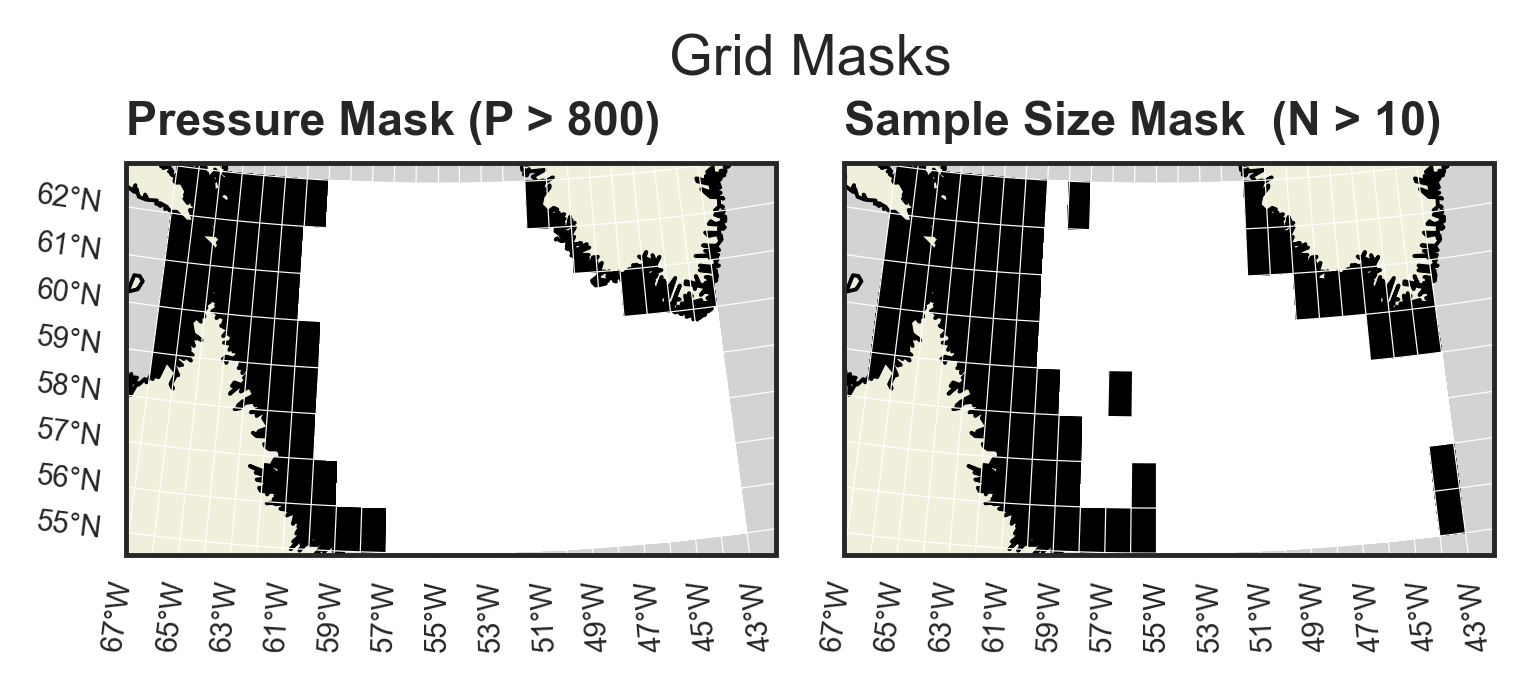 Grid Masks
Pressure Mask (P > 800)
Sample Size Mask (N > 10)
62°N
61°N
60°N
59°N
58°N
57°N
56°N
55°N
67°W 65°W 63°W 61°W 59°W 57°W 55°W 53°W 51°W 49°W 47°W 45°W 43°W
67°W 65°W 63°W 61°W 59°W 57°W 55°W 53°W 51°W 49°W 47°W 45°W 43°W